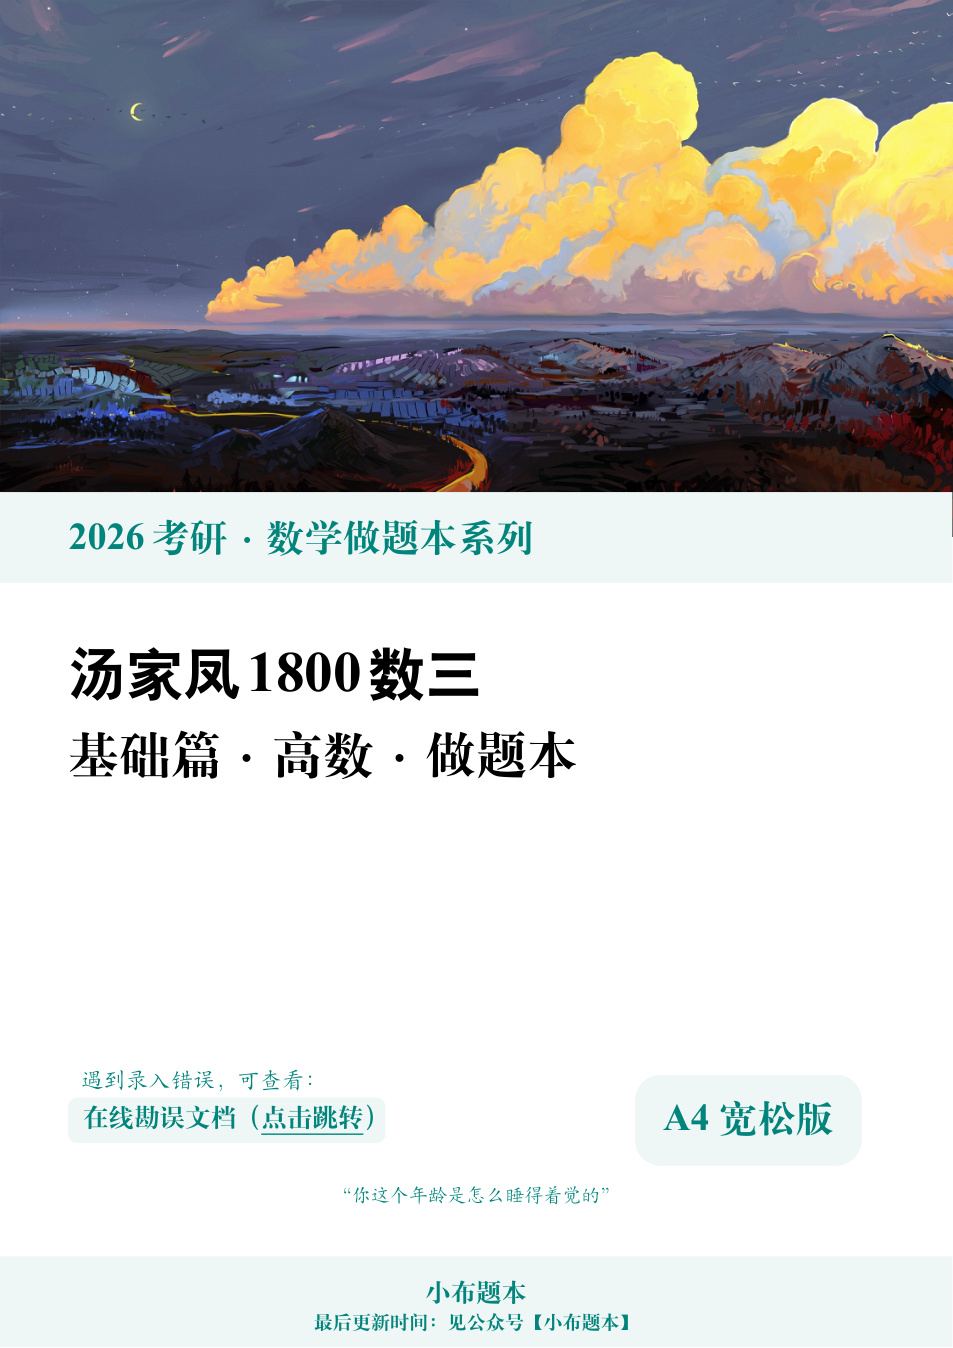 2026 考研 · 数学做题本系列
汤家凤1800数三
基础篇 · 高数 · 做题本
遇到录入错误，可查看：
在线勘误文档（点击跳转）
A4 宽松版
“你这个年龄是怎么睡得着觉的”
小布题本
最后更新时间：见公众号【小布题本】